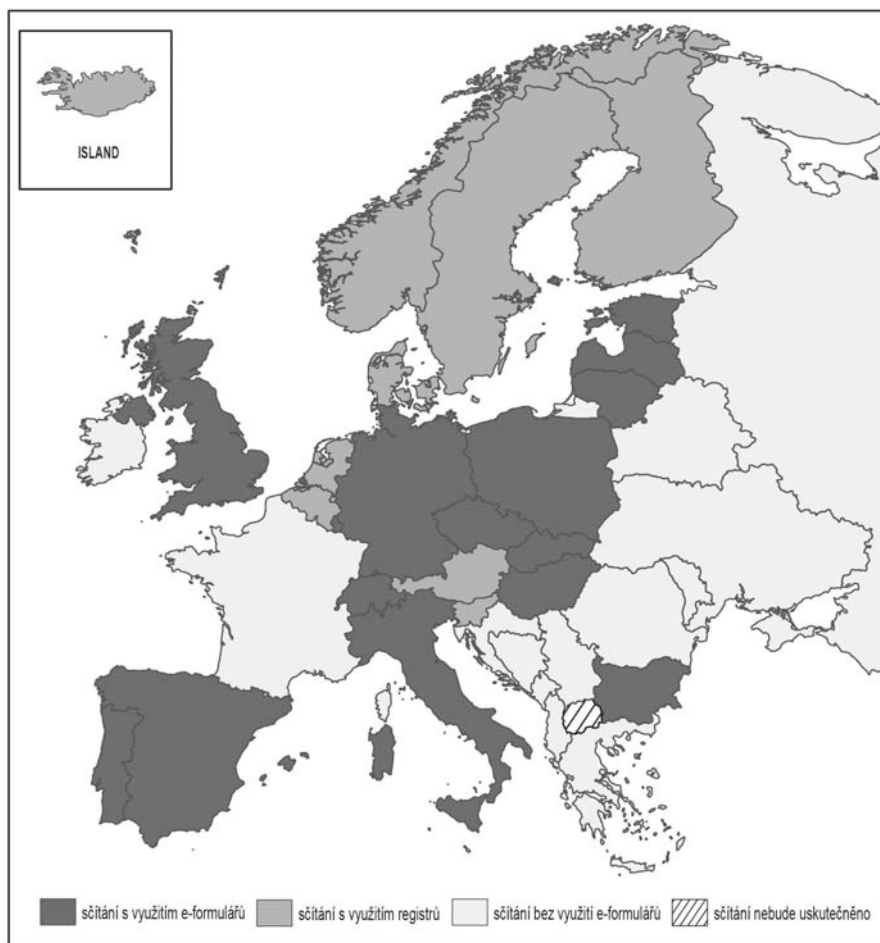 ISLAND
sčítání s využitím e-formulářů
sčítání s využitím registrů
sčítání bez využití e-formulářů
sčítání nebude uskutečněno